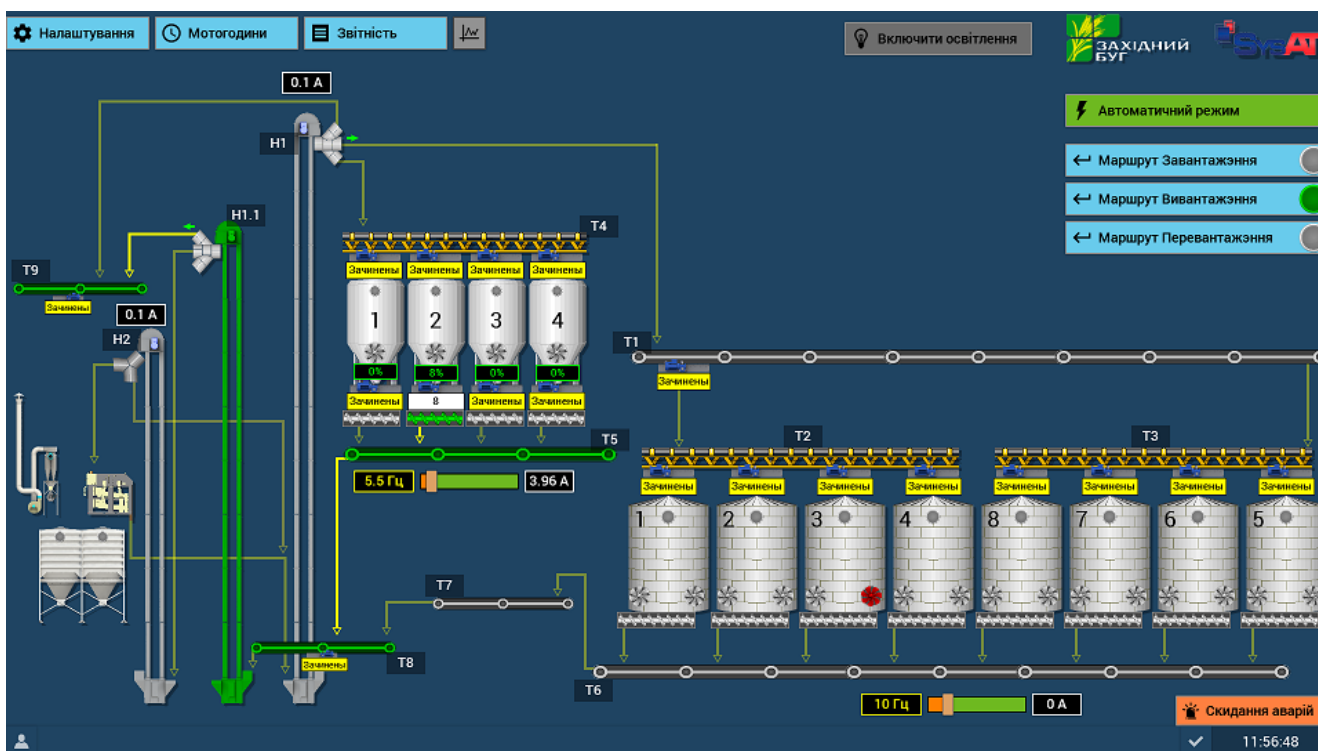 Налаштування
Мотогодини
Звітність
Включити освітлення
ЗАХІДНИЙ
БУГ
SysAT
Автоматичний режим
Маршрут Завантажэння
Маршрут Вивантажэння
Маршрут Перевантажэння
0.1 A
H1
H1.1
T9
Зачинены
0.1 A
H2
T4
Зачинены
Зачинены
Зачинены
Зачинены
1
2
3
4
0%
8%
0%
0%
Зачинены
8
Зачинены
Зачинены
T5
5.5 Гц
3.96 A
T1
Зачинены
T2
T3
Зачинены
Зачинены
Зачинены
Зачинены
Зачинены
Зачинены
Зачинены
Зачинены
1
2
3
4
8
7
6
5
T7
T8
Зачинены
T6
10 Гц
0 A
Скидання аварій
11:56:48